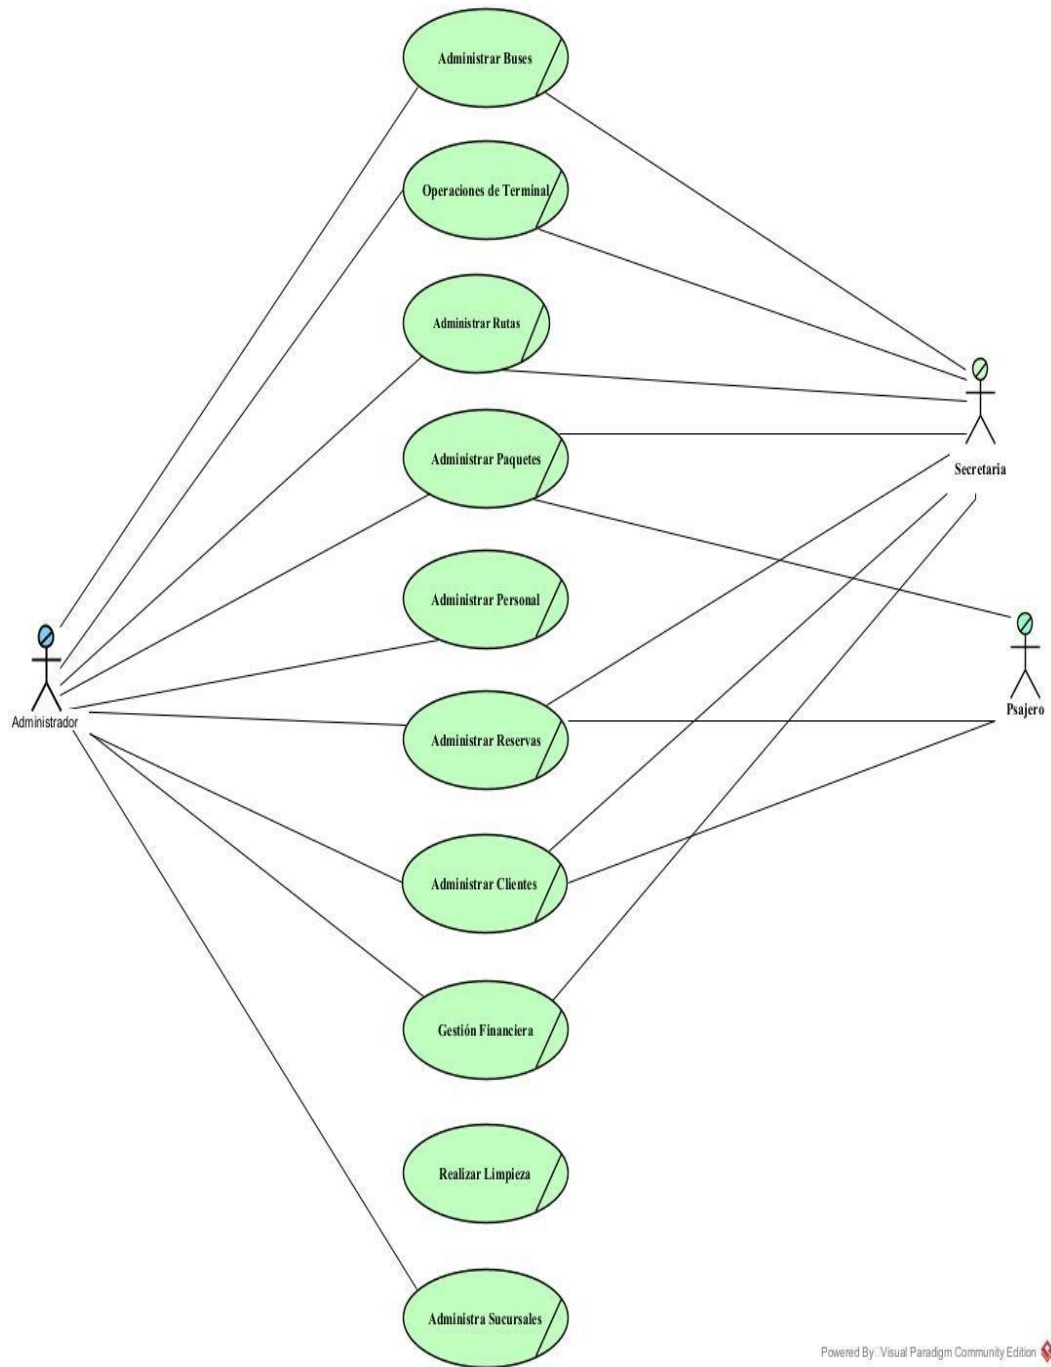 Administrar Buses
Operaciones de Terminal
Administrar Rutas
Administrar Paquetes
Secretaria
Administrar Personal
Psajero
Administrador
Administrar Reservas
Administrar Clientes
Gestión Financiera
Realizar Limpieza
Administra Sucursales
Powered By Visual Paradigm Community Edition